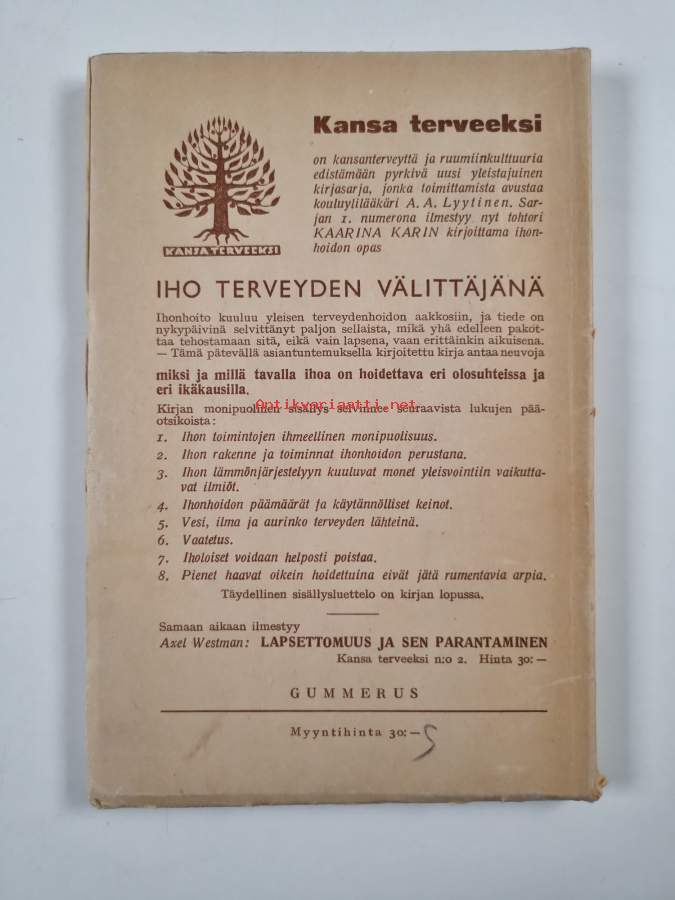 Kansa terveeksi
on kansanterveyttä ja ruumiinkulttuuria
edistämään pyrkivä uusi yleistajuinen
kirjasarja, jonka toimittamista avustaa
kouluylilääkäri A. A. Lyytinen. Sar-
jan 1. numerona ilmestyy nyt tohtori
KAARINA KARIN kirjoittama ihon-
hoidon opas
KANSA TERVEEKSI
IHO TERVEYDEN VÄLITTÄJÄNÄ
Ihonhoito kuuluu yleisen terveydenhoidon aakkosiin, ja tiede on
nykypäivinä selvittänyt paljon sellaista, mikä yhä edelleen pakot-
taa tehostamaan sitä, eikä vain lapsena, vaan erittäinkin aikuisena.
— Tämä pätevällä asiantuntemuksella kirjoitettu kirja antaa neuvoja
miksi ja millä tavalla ihoa on hoidettava eri olosuhteissa ja
eri ikäkausilla.
Antikvariaatti.net
Kirjan monipuolinen sisällys selvinnee seuraavista lukujen pää-
otsikoista:
1. Ihon toimintojen ihmeellinen monipuolisuus.
2. Ihon rakenne ja toiminnat ihonhoidon perustana.
3. Ihon lämmönjärjestelyyn kuuluvat monet yleisvointiin vaikutta-
vat ilmiöt.
4. Ihonhoidon päämäärät ja käytännölliset keinot.
5. Vesi, ilma ja aurinko terveyden lähteinä.
6. Vaatetus.
7. Iholoiset voidaan helposti poistaa.
8. Pienet haavat oikein hoidettuina eivät jätä rumentavia arpia.
Täydellinen sisällysluettelo on kirjan lopussa.
Samaan aikaan ilmestyy
Axel Westman: LAPSETTOMUUS JA SEN PARANTAMINEN
Kansa terveeksi n:o 2. Hinta 30:—
GUMMERUS
Myyntihinta 30:— 5